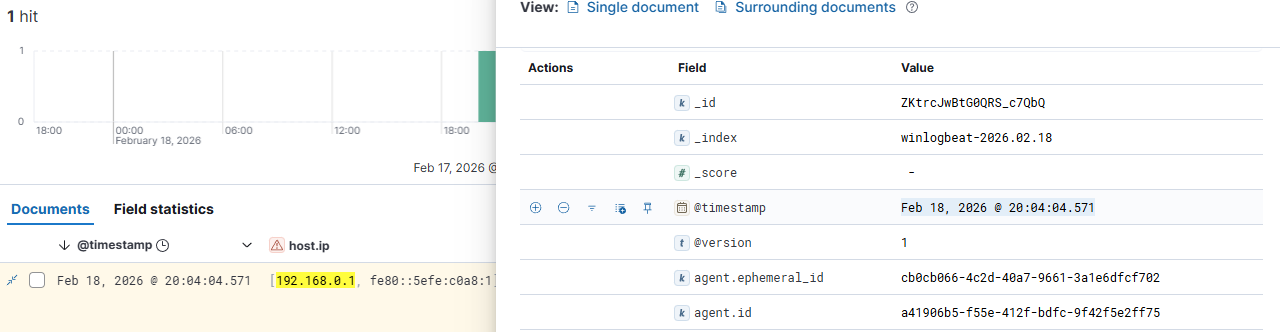 1 hit
1
0
18:00 00:00 06:00 12:00 18:00
February 18, 2026
Feb 17, 2026 @
Documents Field statistics
@timestamp host.ip
Feb 18, 2026 @ 20:04:04.571 [192.168.0.1, fe80::5efe:c0a8:1]
View: Single document Surrounding documents
Actions Field Value
k _id ZKtrcJwBtG0QRS_c7QbQ
k _index winlogbeat-2026.02.18
# _score -
@timestamp Feb 18, 2026 @ 20:04:04.571
t @version 1
k agent.ephemeral_id cb0cb066-4c2d-40a7-9661-3a1e6dfcf702
k agent.id a41906b5-f55e-412f-bdfc-9f42f5e2ff75